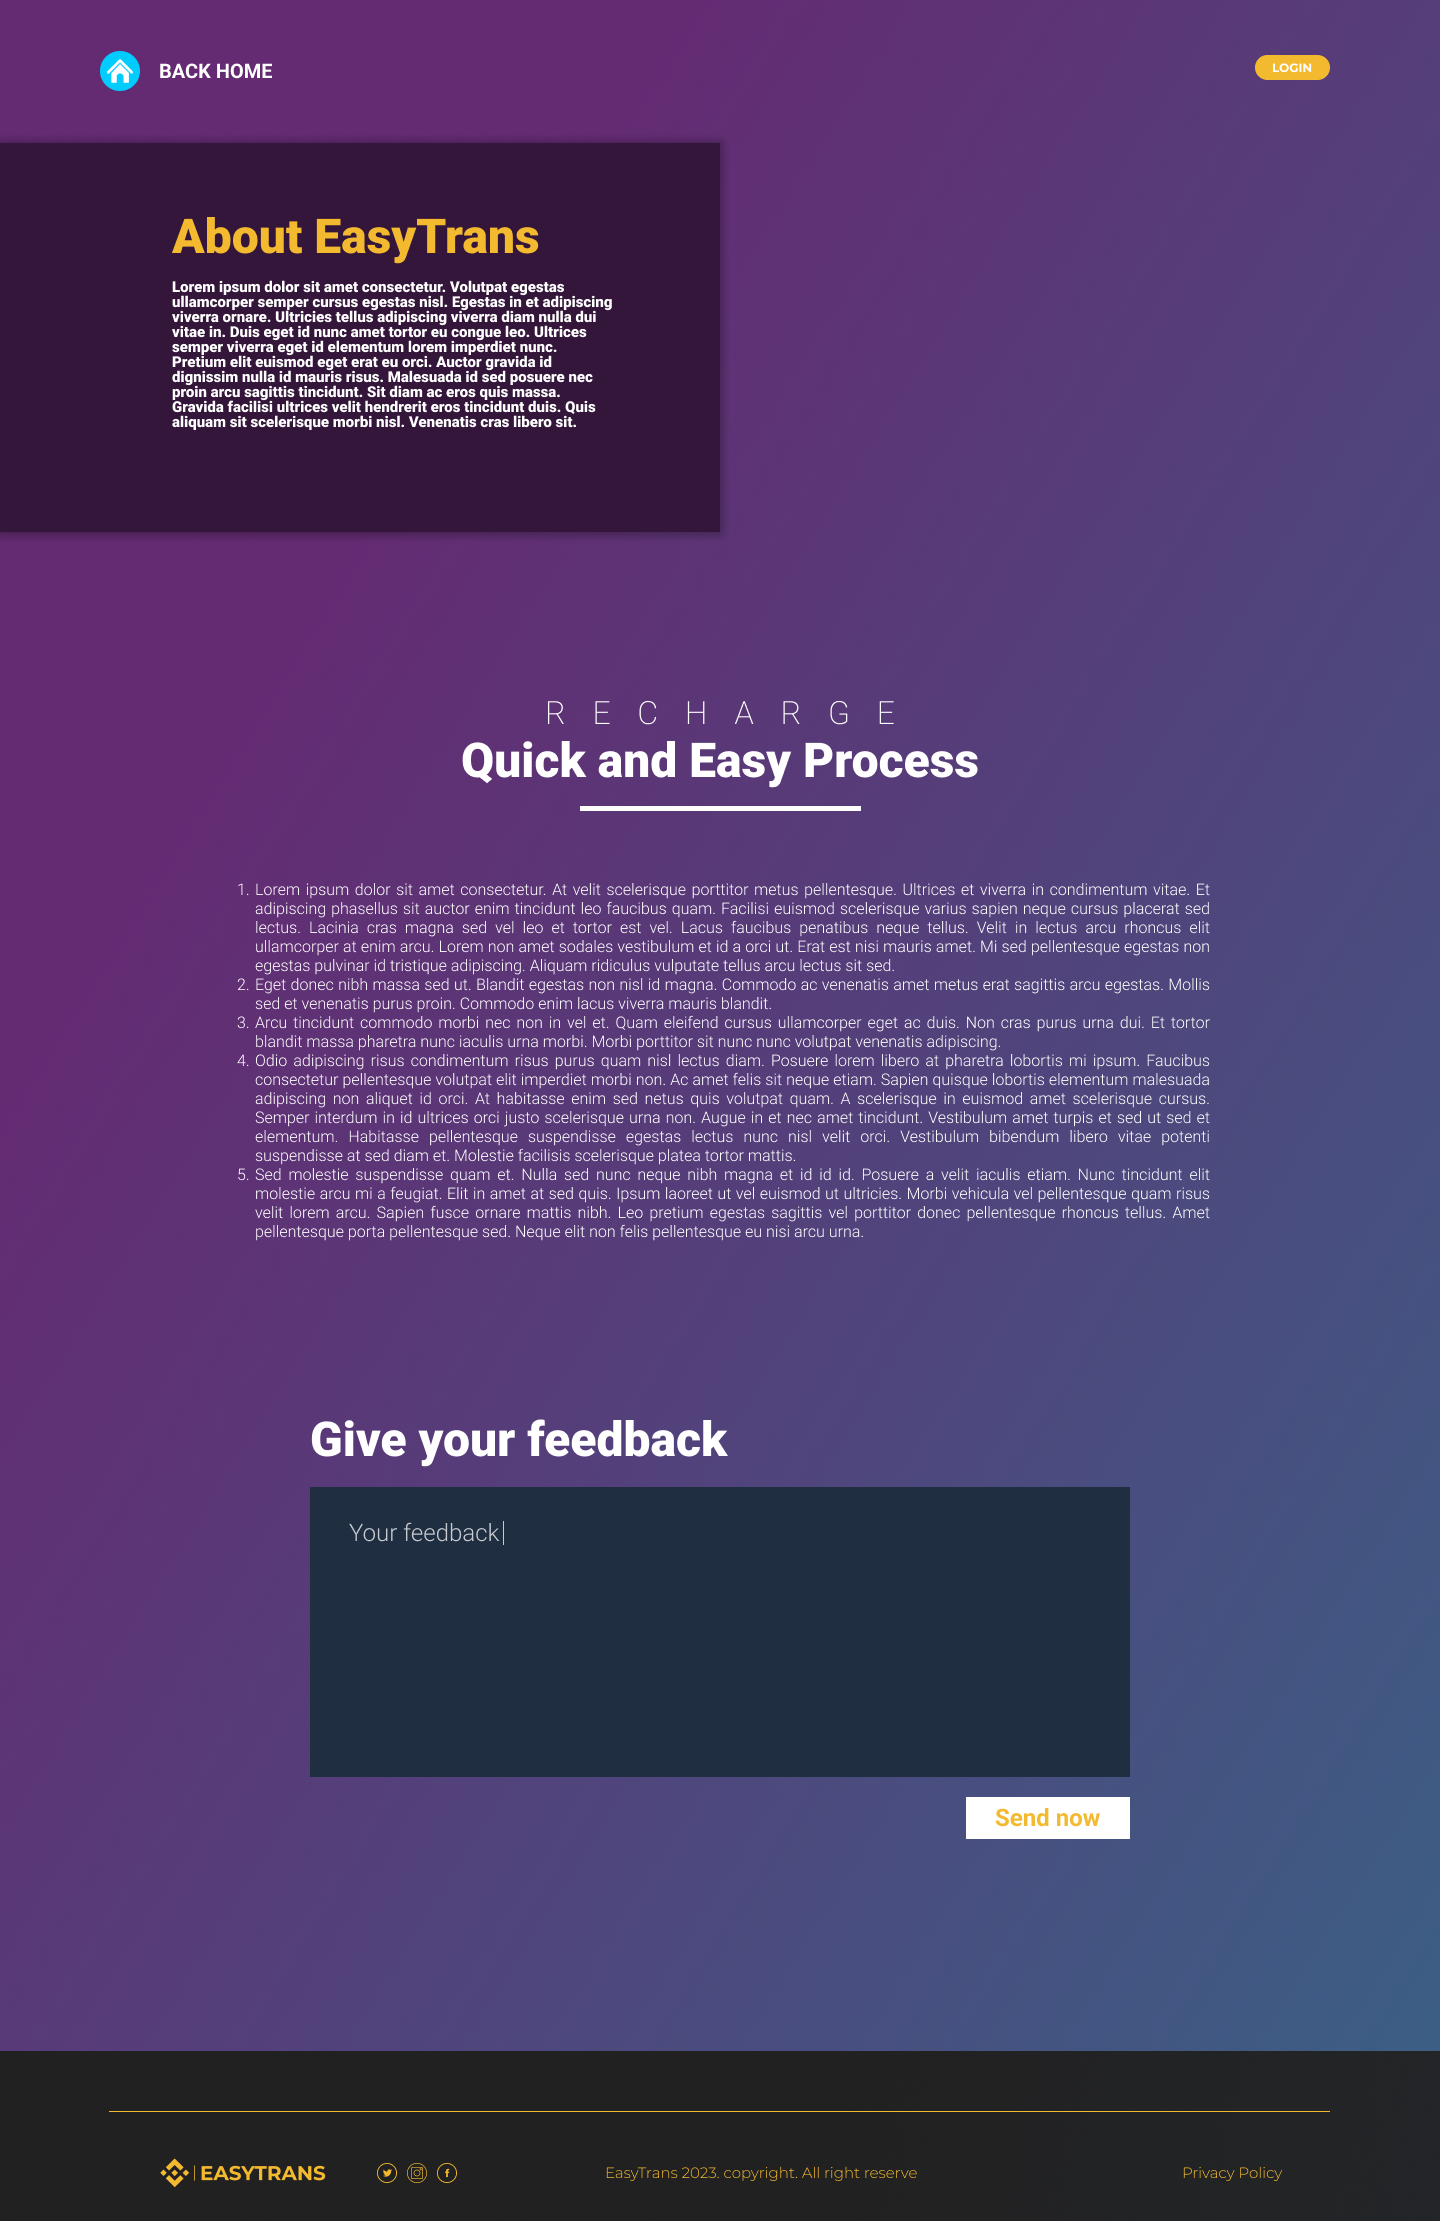 BACK HOME
LOGIN
About EasyTrans
Lorem ipsum dolor sit amet consectetur. Volutpat egestas
ullamcorper semper cursus egestas nisl. Egestas in et adipiscing
viverra ornare. Ultricies tellus adipiscing viverra diam nulla dui
vitae in. Duis eget id nunc amet tortor eu congue leo. Ultrices
semper viverra eget id elementum lorem imperdiet nunc.
Pretium elit euismod eget erat eu orci. Auctor gravida id
dignissim nulla id mauris risus. Malesuada id sed posuere nec
proin arcu sagittis tincidunt. Sit diam ac eros quis massa.
Gravida facilisi ultrices velit hendrerit eros tincidunt duis. Quis
aliquam sit scelerisque morbi nisl. Venenatis cras libero sit.
RECHARGE
Quick and Easy Process
1. Lorem ipsum dolor sit amet consectetur. At velit scelerisque porttitor metus pellentesque. Ultrices et viverra in condimentum vitae. Et
adipiscing phasellus sit auctor enim tincidunt leo faucibus quam. Facilisi euismod scelerisque varius sapien neque cursus placerat sed
lectus. Lacinia cras magna sed vel leo et tortor est vel. Lacus faucibus penatibus neque tellus. Velit in lectus arcu rhoncus elit
ullamcorper at enim arcu. Lorem non amet sodales vestibulum et id a orci ut. Erat est nisi mauris amet. Mi sed pellentesque egestas non
egestas pulvinar id tristique adipiscing. Aliquam ridiculus vulputate tellus arcu lectus sit sed.
2. Eget donec nibh massa sed ut. Blandit egestas non nisl id magna. Commodo ac venenatis amet metus erat sagittis arcu egestas. Mollis
sed et venenatis purus proin. Commodo enim lacus viverra mauris blandit.
3. Arcu tincidunt commodo morbi nec non in vel et. Quam eleifend cursus ullamcorper eget ac duis. Non cras purus urna dui. Et tortor
blandit massa pharetra nunc iaculis urna morbi. Morbi porttitor sit nunc nunc volutpat venenatis adipiscing.
4. Odio adipiscing risus condimentum risus purus quam nisl lectus diam. Posuere lorem libero at pharetra lobortis mi ipsum. Faucibus
consectetur pellentesque volutpat elit imperdiet morbi non. Ac amet felis sit neque etiam. Sapien quisque lobortis elementum malesuada
adipiscing non aliquet id orci. At habitasse enim sed netus quis volutpat quam. A scelerisque in euismod amet scelerisque cursus.
Semper interdum in id ultrices orci justo scelerisque urna non. Augue in et nec amet tincidunt. Vestibulum amet turpis et sed ut sed et
elementum. Habitasse pellentesque suspendisse egestas lectus nunc nisl velit orci. Vestibulum bibendum libero vitae potenti
suspendisse at sed diam et. Molestie facilisis scelerisque platea tortor mattis.
5. Sed molestie suspendisse quam et. Nulla sed nunc neque nibh magna et id id id. Posuere a velit iaculis etiam. Nunc tincidunt elit
molestie arcu mi a feugiat. Elit in amet at sed quis. Ipsum laoreet ut vel euismod ut ultricies. Morbi vehicula vel pellentesque quam risus
velit lorem arcu. Sapien fusce ornare mattis nibh. Leo pretium egestas sagittis vel porttitor donec pellentesque rhoncus tellus. Amet
pellentesque porta pellentesque sed. Neque elit non felis pellentesque eu nisi arcu urna.
Give your feedback
Your feedback
Send now
EASYTRANS
EasyTrans 2023. copyright. All right reserve
Privacy Policy